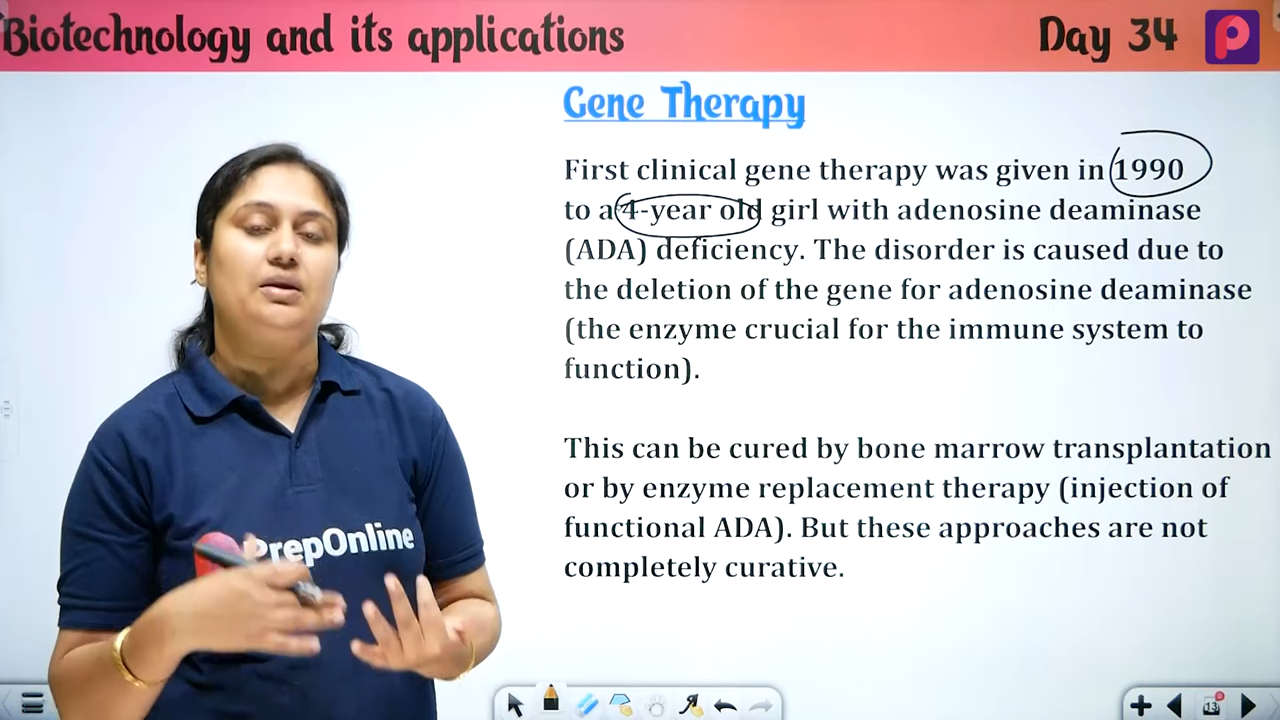 Biotechnology and its applications
Day 34
Gene Therapy
First clinical gene therapy was given in 1990
to a 4-year old girl with adenosine deaminase
(ADA) deficiency. The disorder is caused due to
the deletion of the gene for adenosine deaminase
(the enzyme crucial for the immune system to
function).
This can be cured by bone marrow transplantation
or by enzyme replacement therapy (injection of
functional ADA). But these approaches are not
completely curative.
PrepOnline
13